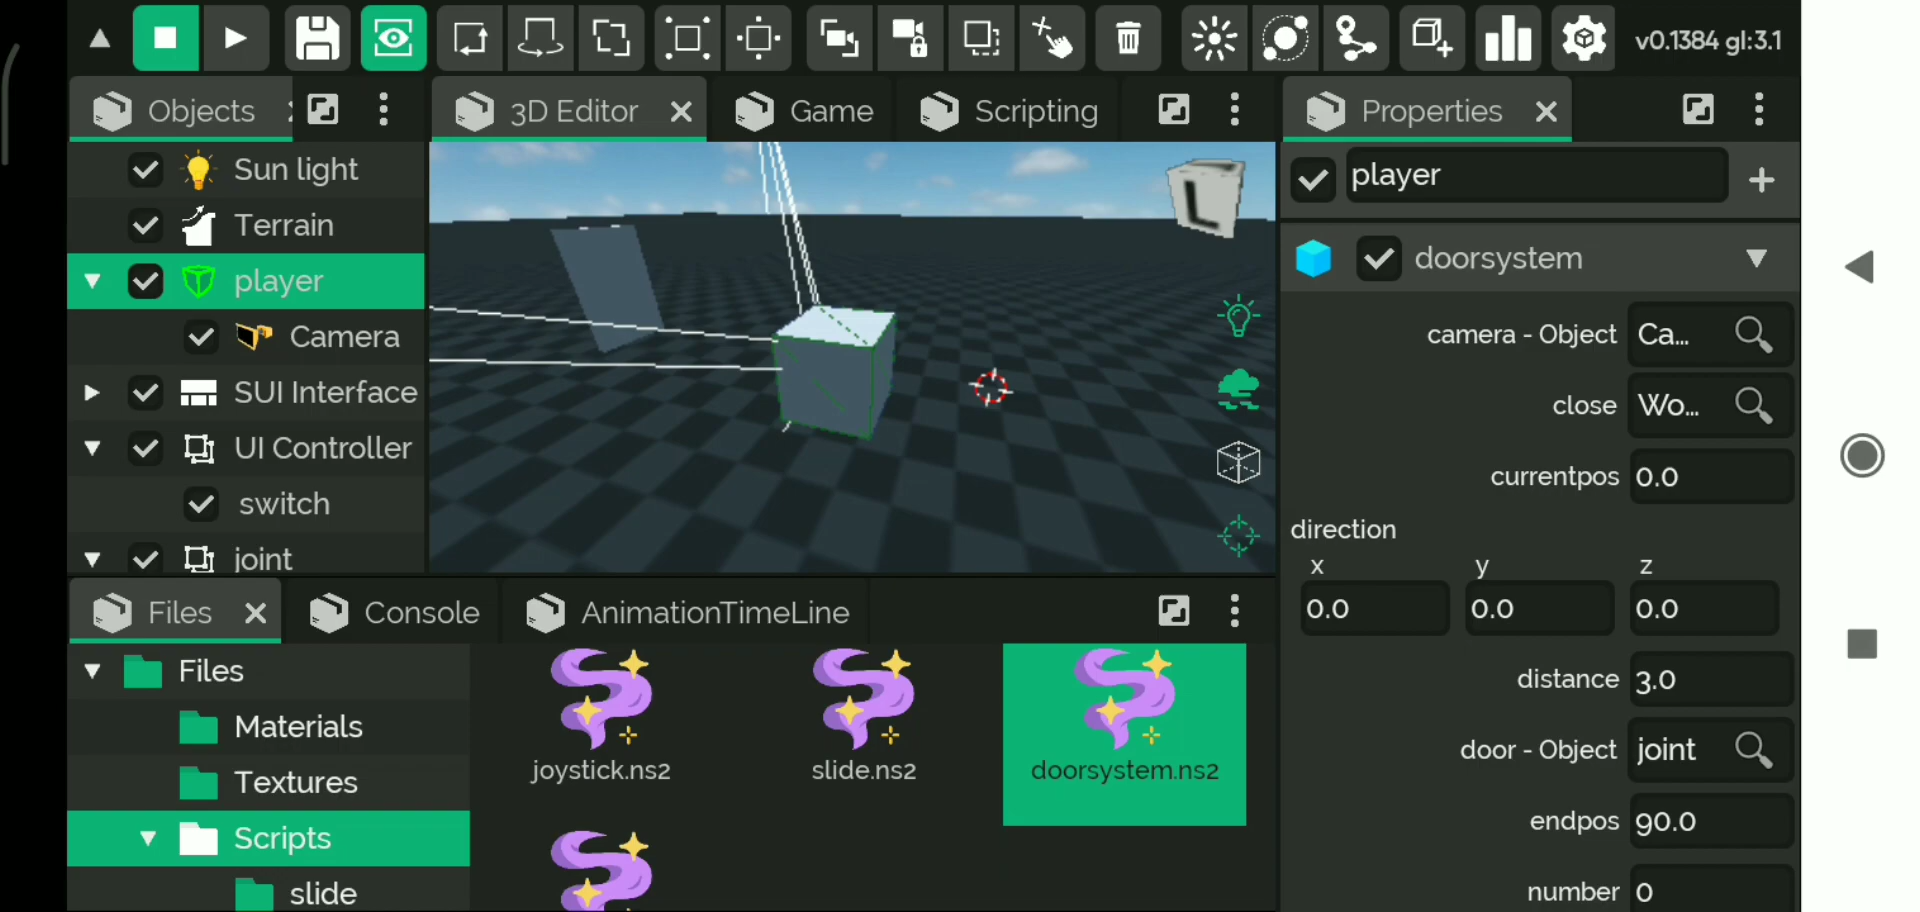 v0.1384 gl:3.1
Objects
3D Editor
Game
Scripting
Properties
Sun light
Terrain
player
Camera
SUI Interface
UI Controller
switch
joint
L
player
doorsystem
camera - Object
Ca...
close
Wo...
currentpos
0.0
direction
x y z
0.0 0.0 0.0
distance
3.0
door - Object
joint
endpos
90.0
number
0
Files
Console
AnimationTimeLine
Files
Materials
Textures
Scripts
slide
joystick.ns2
slide.ns2
doorsystem.ns2